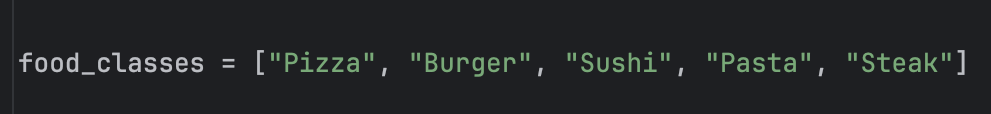 food_classes = ["Pizza", "Burger", "Sushi", "Pasta", "Steak"]